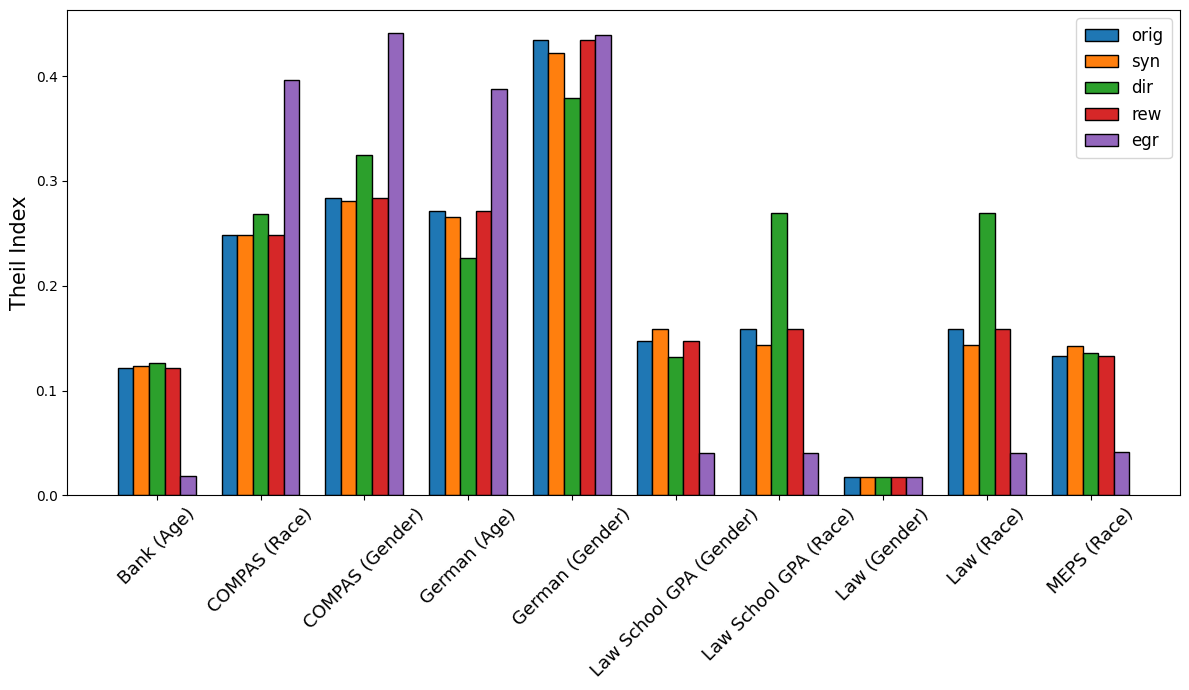 Theil Index
0.4
0.3
0.2
0.1
0.0
orig
syn
dir
rew
egr
Bank (Age)
COMPAS (Race)
COMPAS (Gender)
German (Age)
German (Gender)
Law School GPA (Gender)
Law School GPA (Race)
Law (Gender)
Law (Race)
MEPS (Race)